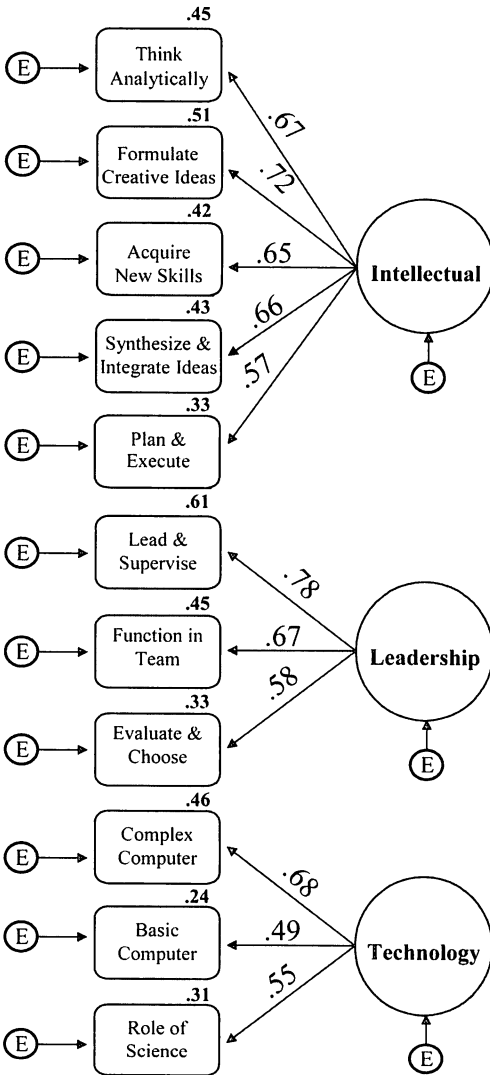 .45
E
Think
Analytically
.67
.51
E
Formulate
Creative Ideas
.72
.42
E
Acquire
New Skills
.65
Intellectual
.43
E
Synthesize &
Integrate Ideas
.66
E
.33
E
Plan &
Execute
.57
.61
E
Lead &
Supervise
.78
.45
E
Function in
Team
.67
Leadership
.33
E
Evaluate &
Choose
.58
E
.46
E
Complex
Computer
.68
.24
E
Basic
Computer
.49
Technology
.31
E
Role of
Science
.55
E